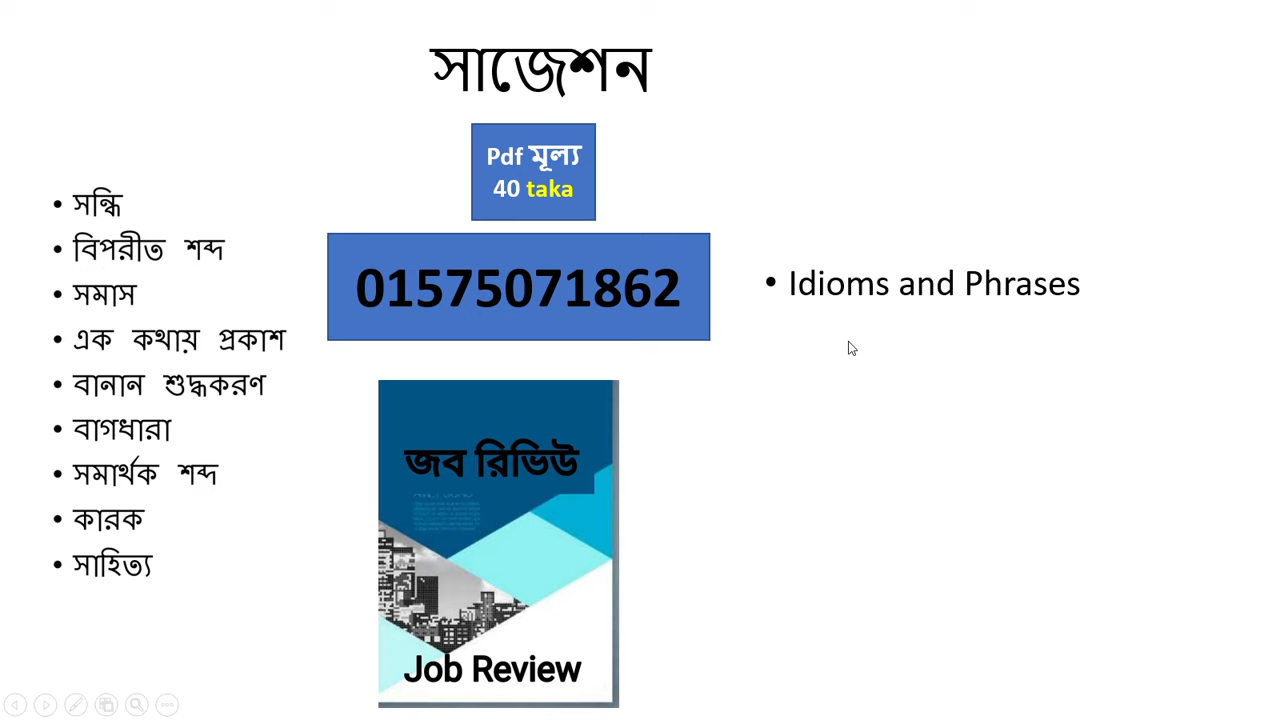 সাজেশন
Pdf মূল্য
40 taka
• সন্ধি
• বিপরীত শব্দ
• সমাস
• এক কথায় প্রকাশ
• বানান শুদ্ধকরণ
• বাগধারা
• সমার্থক শব্দ
• কারক
• সাহিত্য
01575071862
• Idioms and Phrases
জব রিভিউ
Job Review